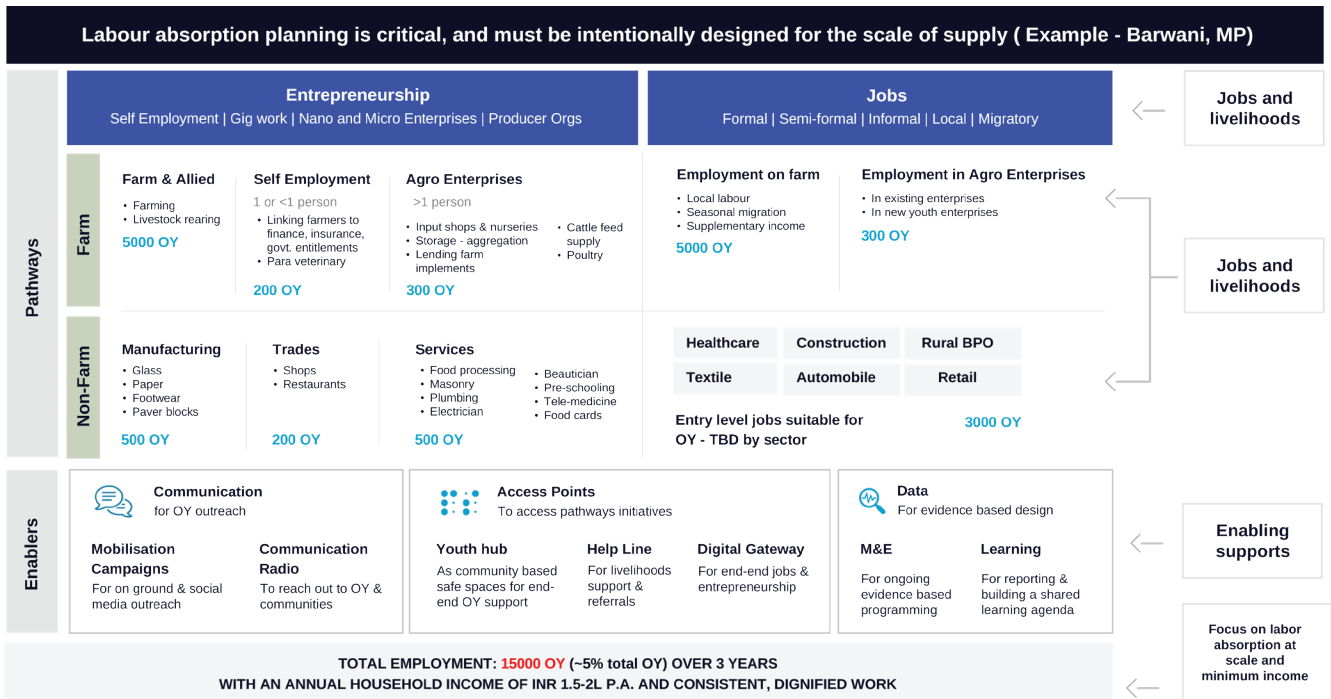 Labour absorption planning is critical, and must be intentionally designed for the scale of supply ( Example - Barwani, MP)
Pathways
Entrepreneurship
Self Employment | Gig work | Nano and Micro Enterprises | Producer Orgs
Jobs
Formal | Semi-formal | Informal | Local | Migratory
Jobs and
livelihoods
Farm
Farm & Allied
• Farming
• Livestock rearing
5000 OY
Self Employment
1 or <1 person
• Linking farmers to
finance, insurance,
govt. entitlements
• Para veterinary
200 OY
Agro Enterprises
>1 person
• Input shops & nurseries
• Storage - aggregation
• Lending farm
implements
• Cattle feed
supply
• Poultry
300 OY
Employment on farm
• Local labour
• Seasonal migration
• Supplementary income
5000 OY
Employment in Agro Enterprises
• In existing enterprises
• In new youth enterprises
300 OY
Jobs and
livelihoods
Non-Farm
Manufacturing
• Glass
• Paper
• Footwear
• Paver blocks
500 OY
Trades
• Shops
• Restaurants
200 OY
Services
• Food processing
• Masonry
• Plumbing
• Electrician
• Beautician
• Pre-schooling
• Tele-medicine
• Food cards
500 OY
Healthcare
Construction
Rural BPO
Textile
Automobile
Retail
Entry level jobs suitable for
OY - TBD by sector
3000 OY
Enablers
Communication
for OY outreach
Mobilisation
Campaigns
For on ground & social
media outreach
Communication
Radio
To reach out to OY &
communities
Access Points
To access pathways initiatives
Youth hub
As community based
safe spaces for end-
end OY support
Help Line
For livelihoods
support &
referrals
Digital Gateway
For end-end jobs &
entrepreneurship
Data
For evidence based design
M&E
For ongoing
evidence based
programming
Learning
For reporting &
building a shared
learning agenda
Enabling
supports
TOTAL EMPLOYMENT: 15000 OY (~5% total OY) OVER 3 YEARS
WITH AN ANNUAL HOUSEHOLD INCOME OF INR 1.5-2L P.A. AND CONSISTENT, DIGNIFIED WORK
Focus on labor
absorption at
scale and
minimum income